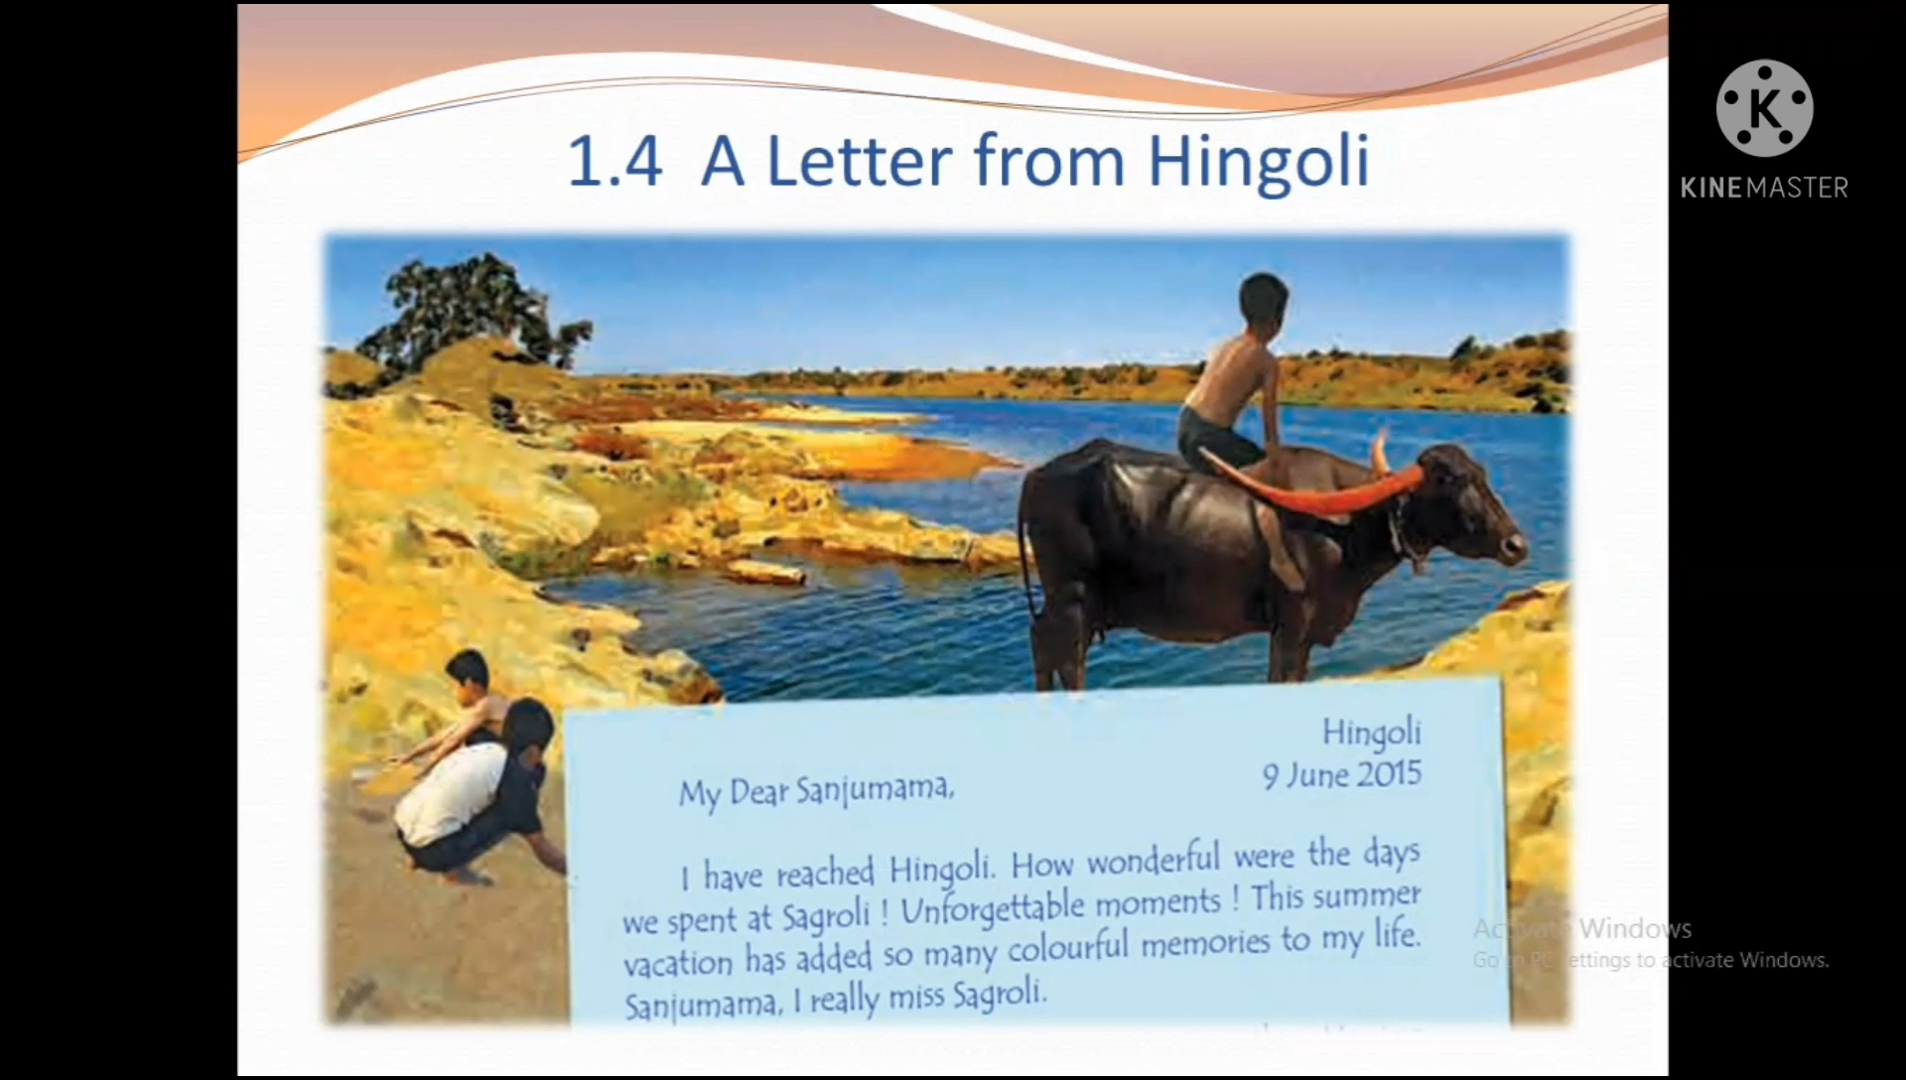 1.4 A Letter from Hingoli
KINEMASTER
Hingoli
9 June 2015
My Dear Sanjumama,
I have reached Hingoli. How wonderful were the days
we spent at Sagroli ! Unforgettable moments ! This summer
vacation has added so many colourful memories to my life.
Sanjumama, I really miss Sagroli.
Activate Windows
Go to PC settings to activate Windows.